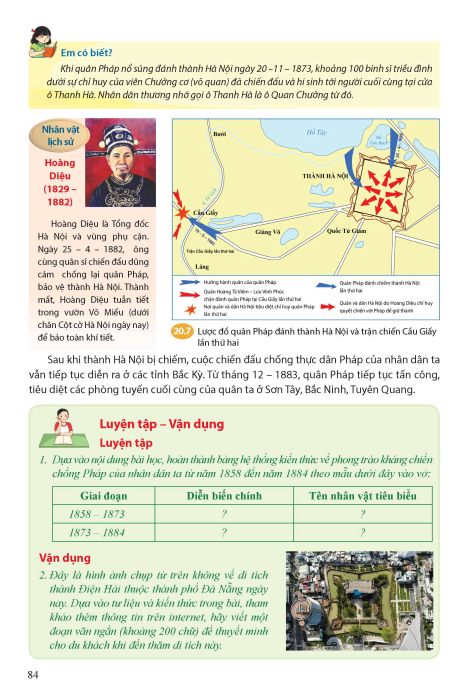 Em có biết?
Khi quân Pháp nổ súng đánh thành Hà Nội ngày 20 –11 – 1873, khoảng 100 binh sĩ triều đình
dưới sự chỉ huy của viên Chưởng cơ (võ quan) đã chiến đấu và hi sinh tới người cuối cùng tại cửa
ô Thanh Hà. Nhân dân thương nhớ gọi ô Thanh Hà là ô Quan Chưởng từ đó.
Nhân vật
lịch sử
Hoàng
Diệu
(1829 –
1882)
Hoàng Diệu là Tổng đốc
Hà Nội và vùng phụ cận.
Ngày 25 – 4 – 1882, ông
cùng quân sĩ chiến đấu dũng
cảm chống lại quân Pháp,
bảo vệ thành Hà Nội. Thành
mất, Hoàng Diệu tuẫn tiết
trong vườn Võ Miếu (dưới
chân Cột cờ Hà Nội ngày nay)
để bảo toàn khí tiết.
Bưởi
Hồ Tây
THÀNH HÀ NỘI
Cầu Giấy
Giảng Võ
Quốc Tử Giám
Trận Cầu Giấy lần thứ hai
Láng
Hướng hành quân của quân Pháp
Quân Hoàng Tá Viêm – Lưu Vĩnh Phúc
chặn đánh quân Pháp tại Cầu Giấy lần thứ hai
Nơi quân và dân Hà Nội tiêu diệt chỉ huy quân Pháp
lần thứ hai
Quân Pháp đánh chiếm thành Hà Nội
lần thứ hai
Quân và dân Hà Nội do Hoàng Diệu chỉ huy
quyết chiến với Pháp để giữ thành
20.7 Lược đồ quân Pháp đánh thành Hà Nội và trận chiến Cầu Giấy
lần thứ hai
Sau khi thành Hà Nội bị chiếm, cuộc chiến đấu chống thực dân Pháp của nhân dân ta
vẫn tiếp tục diễn ra ở các tỉnh Bắc Kỳ. Từ tháng 12 – 1883, quân Pháp tiếp tục tấn công,
tiêu diệt các phòng tuyến cuối cùng của quân ta ở Sơn Tây, Bắc Ninh, Tuyên Quang.
Luyện tập – Vận dụng
Luyện tập
1. Dựa vào nội dung bài học, hoàn thành bảng hệ thống kiến thức về phong trào kháng chiến
chống Pháp của nhân dân ta từ năm 1858 đến năm 1884 theo mẫu dưới đây vào vở:
Giai đoạn Diễn biến chính Tên nhân vật tiêu biểu
1858 – 1873 ? ?
1873 – 1884 ? ?
Vận dụng
2. Đây là hình ảnh chụp từ trên không về di tích
thành Điện Hải thuộc thành phố Đà Nẵng ngày
nay. Dựa vào tư liệu và kiến thức trong bài, tham
khảo thêm thông tin trên internet, hãy viết một
đoạn văn ngắn (khoảng 200 chữ) để thuyết minh
cho du khách khi đến thăm di tích này.
84